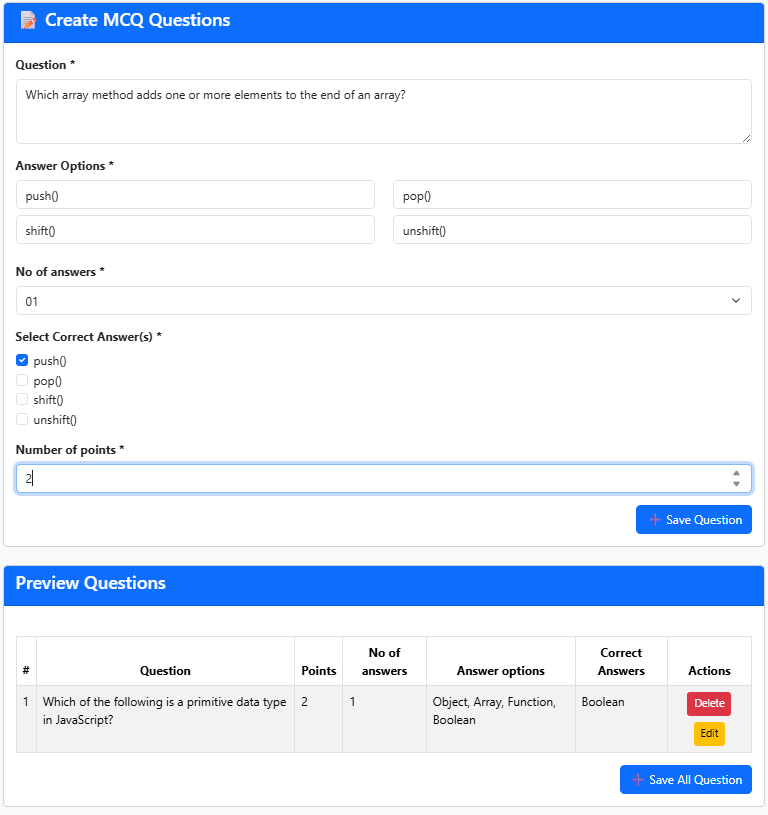 Create MCQ Questions
Question *
Which array method adds one or more elements to the end of an array?
Answer Options *
push() pop()
shift() unshift()
No of answers *
01
Select Correct Answer(s) *
push()
pop()
shift()
unshift()
Number of points *
2
Save Question
Preview Questions
# Question Points No of answers Answer options Correct Answers Actions
1 Which of the following is a primitive data type 2 1 Object, Array, Function, Boolean Delete
in JavaScript? Boolean Edit
Save All Question